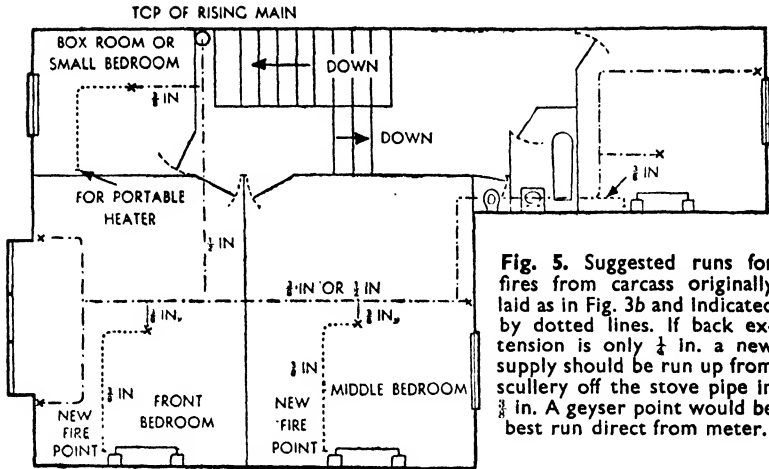 TOP OF RISING MAIN
BOX ROOM OR
SMALL BEDROOM
DOWN
⅜ IN
DOWN
FOR PORTABLE
HEATER
⅜ IN
½ IN
⅜ IN OR ½ IN
⅜ IN
⅜ IN
⅜ IN
⅜ IN
FRONT
BEDROOM
MIDDLE BEDROOM
NEW
FIRE
POINT
NEW
FIRE
POINT
Fig. 5. Suggested runs for
fires from carcass originally
laid as in Fig. 3b and indicated
by dotted lines. If back ex-
tension is only ¼ in. a new
supply should be run up from
scullery off the stove pipe in
in. A geyser point would be
best run direct from meter.